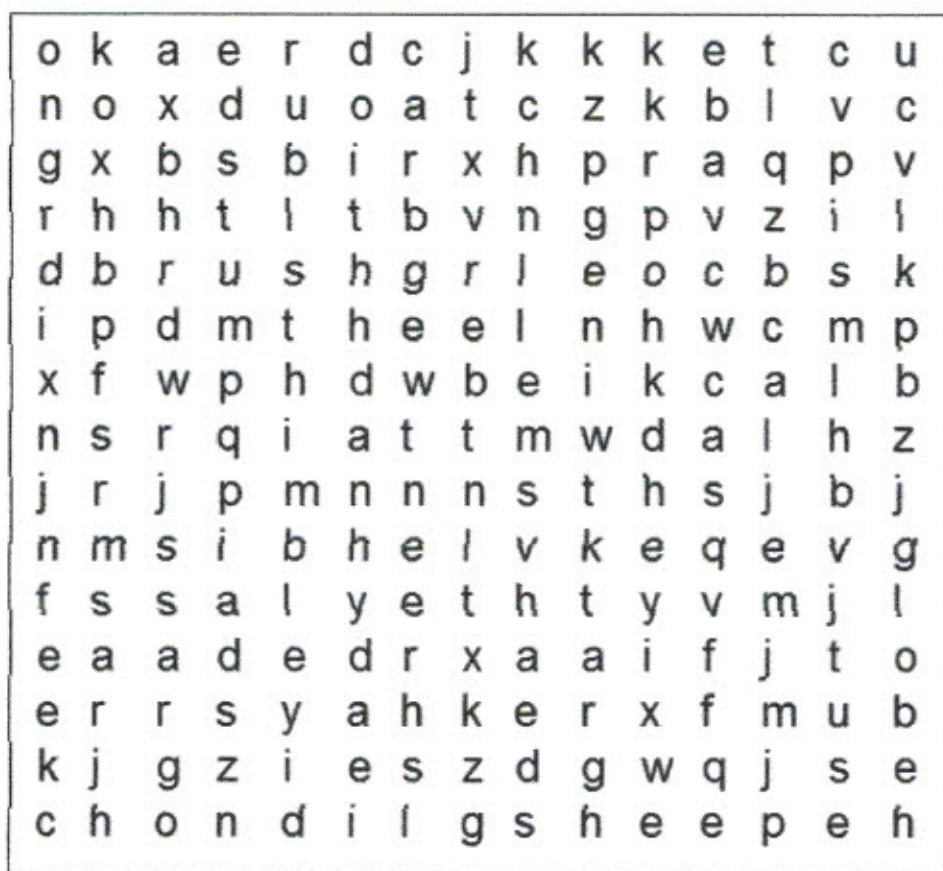 o k a e r d c j k k k e t c u
n o x d u o a t c z k b l v c
g x b s b i r x h p r a q p v
r h h t l t b v n g p v z i l
d b r u s h g r l e o c b s k
i p d m t h e e l n h w c m p
x f w p h d w b e i k c a l b
n s r q i a t t m w d a l h z
j r j p m n n n s t h s j b j
n m s i b h e l v k e q e v g
f s s a l y e t h t y v m j l
e a a d e d r x a a i f j t o
e r r s y a h k e r x f m u b
k j g z i e s z d g w q j s e
c h o n d i l g s h e e p e h